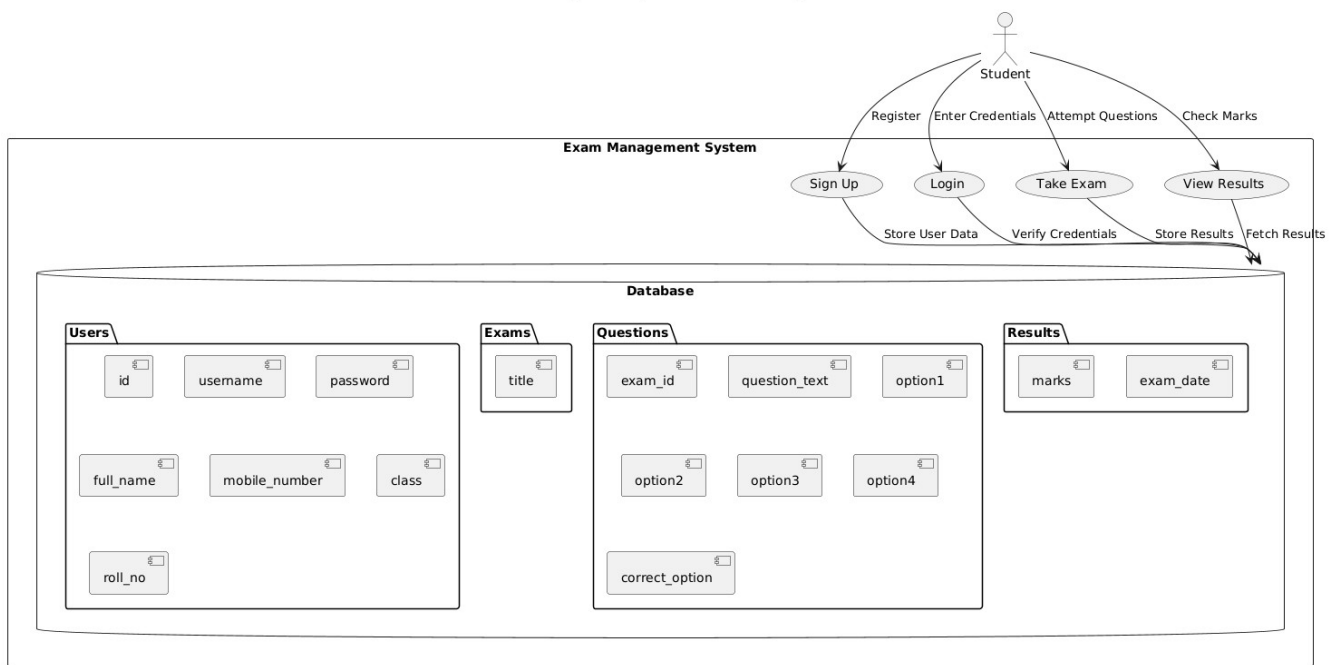 Student
Register
Enter Credentials
Attempt Questions
Check Marks
Exam Management System
Sign Up
Login
Take Exam
View Results
Store User Data
Verify Credentials
Store Results
Fetch Results
Database
Users
Exams
Questions
Results
id
username
password
title
exam_id
question_text
option1
marks
exam_date
full_name
mobile_number
class
option2
option3
option4
roll_no
correct_option